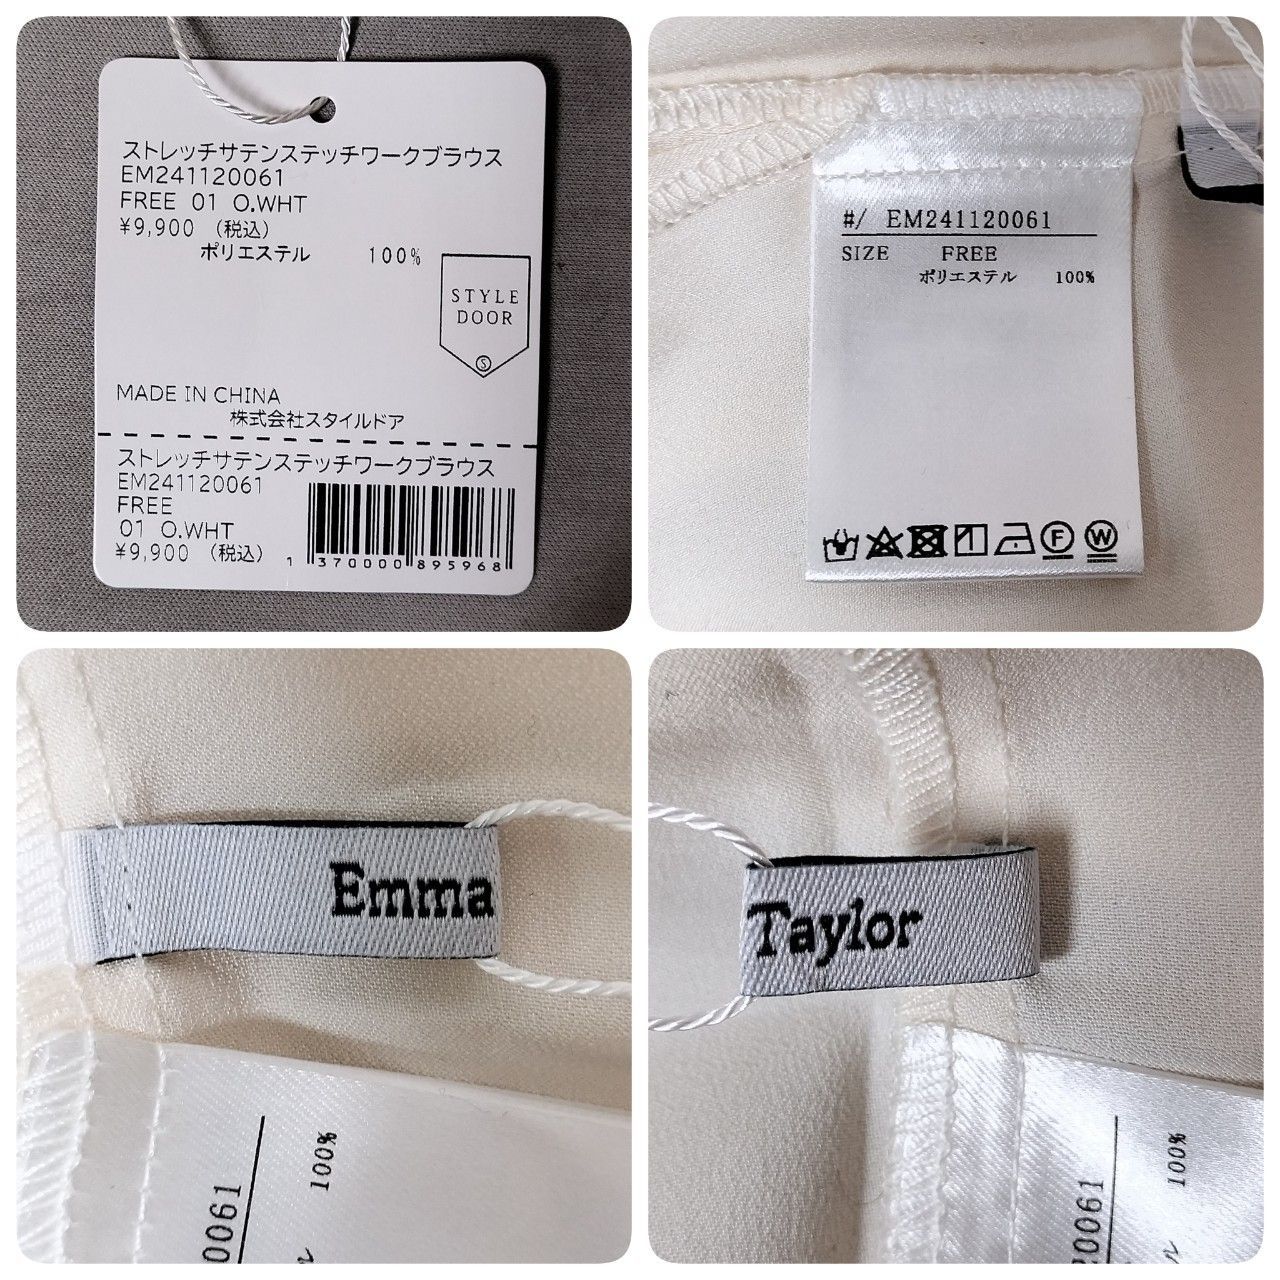 ストレッチサテンステッチワークブラウス
EM241120061
FREE 01 O.WHT
¥9,900 (税込)
ポリエステル 100%
STYLE
DOOR
S
MADE IN CHINA
株式会社スタイルドア
ストレッチサテンステッチワークブラウス
EM241120061
FREE
01 O.WHT
¥9,900 (税込)
1 370000 895968
#/ EM241120061
SIZE FREE
ポリエステル 100%
F
W
Emma
20061
100%
ル
Taylor
20061
100%
ル